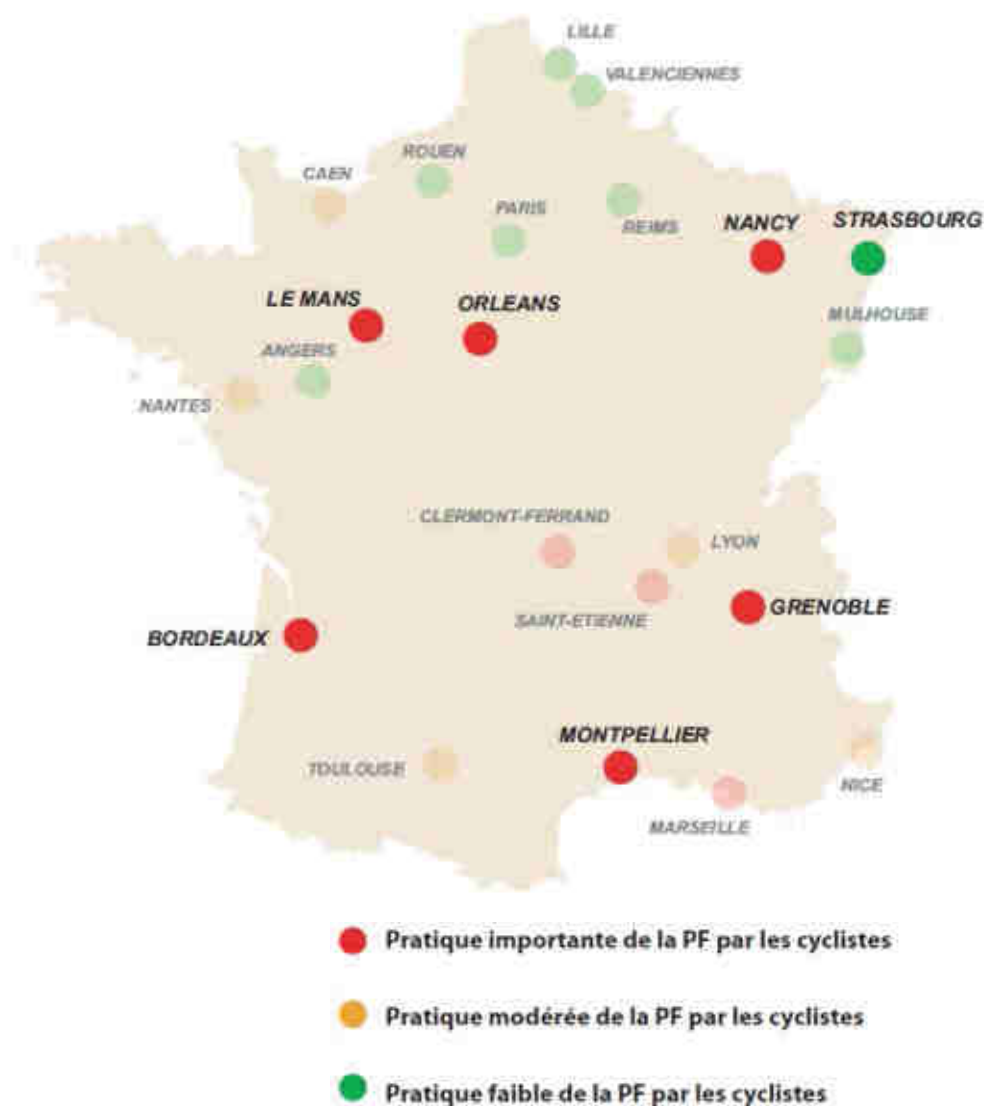 LILLE
VALENCIENNES
ROUEN
CAEN
PARIS
REIMS
NANCY
STRASBOURG
LE MANS
ORLEANS
MULHOUSE
ANGERS
NANTES
CLERMONT-FERRAND
LYON
SAINT-ETIENNE
GRENOBLE
BORDEAUX
MONTPELLIER
TOULOUSE
NICE
MARSEILLE
Pratique importante de la PF par les cyclistes
Pratique modérée de la PF par les cyclistes
Pratique faible de la PF par les cyclistes